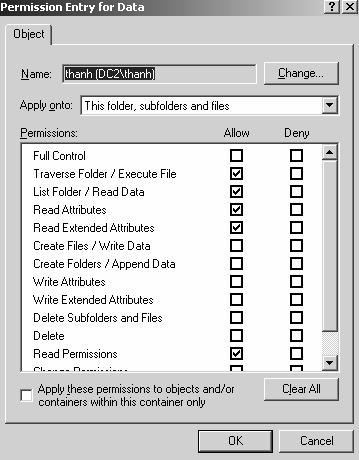 Permission Entry for Data
Object
Name: thanh (DC2\thanh) Change...
Apply onto: This folder, subfolders and files
Permissions: Allow Deny
Full Control
Traverse Folder / Execute File
List Folder / Read Data
Read Attributes
Read Extended Attributes
Create Files / Write Data
Create Folders / Append Data
Write Attributes
Write Extended Attributes
Delete Subfolders and Files
Delete
Read Permissions
Change Permissions
Apply these permissions to objects and/or
containers within this container only
Clear All
OK Cancel